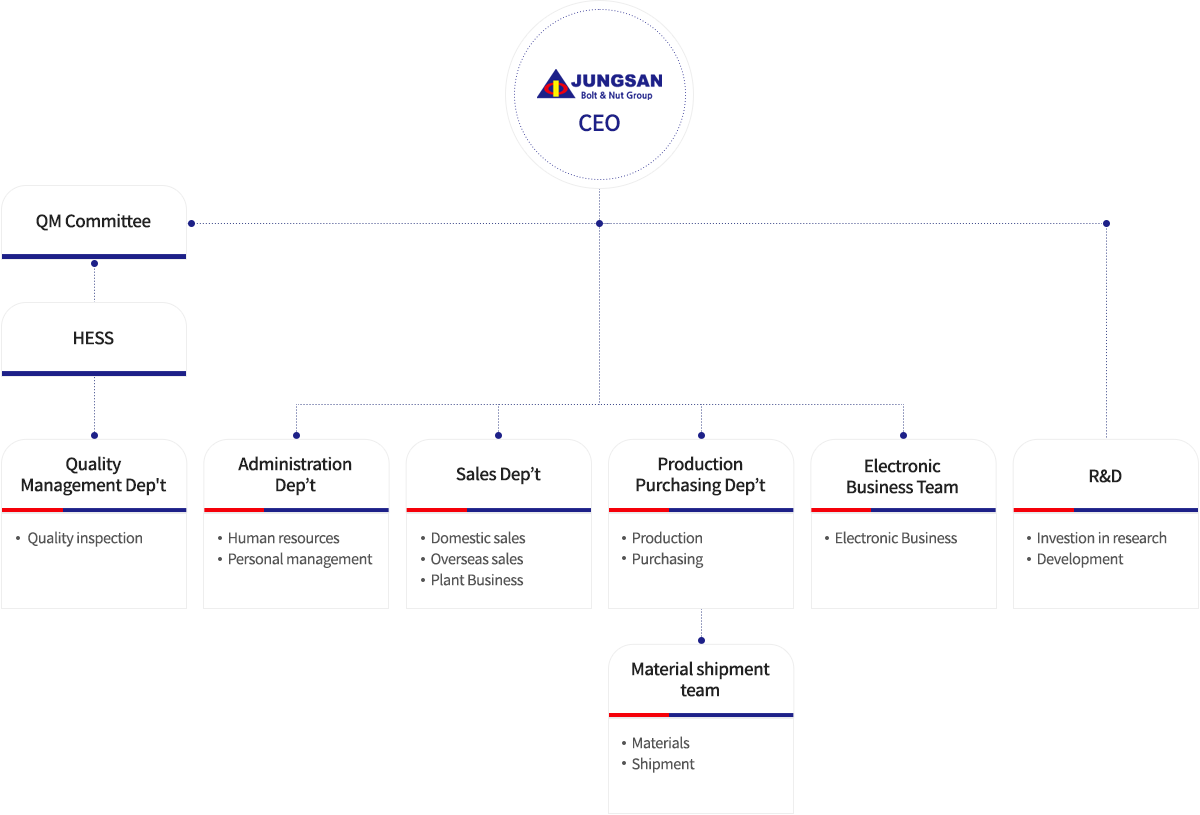 JUNGSAN
Bolt & Nut Group
CEO
QM Committee
HESS
Quality
Management Dep't
• Quality inspection
Administration
Dep’t
• Human resources
• Personal management
Sales Dep’t
• Domestic sales
• Overseas sales
• Plant Business
Production
Purchasing Dep’t
• Production
• Purchasing
Electronic
Business Team
• Electronic Business
R&D
• Investion in research
• Development
Material shipment
team
• Materials
• Shipment